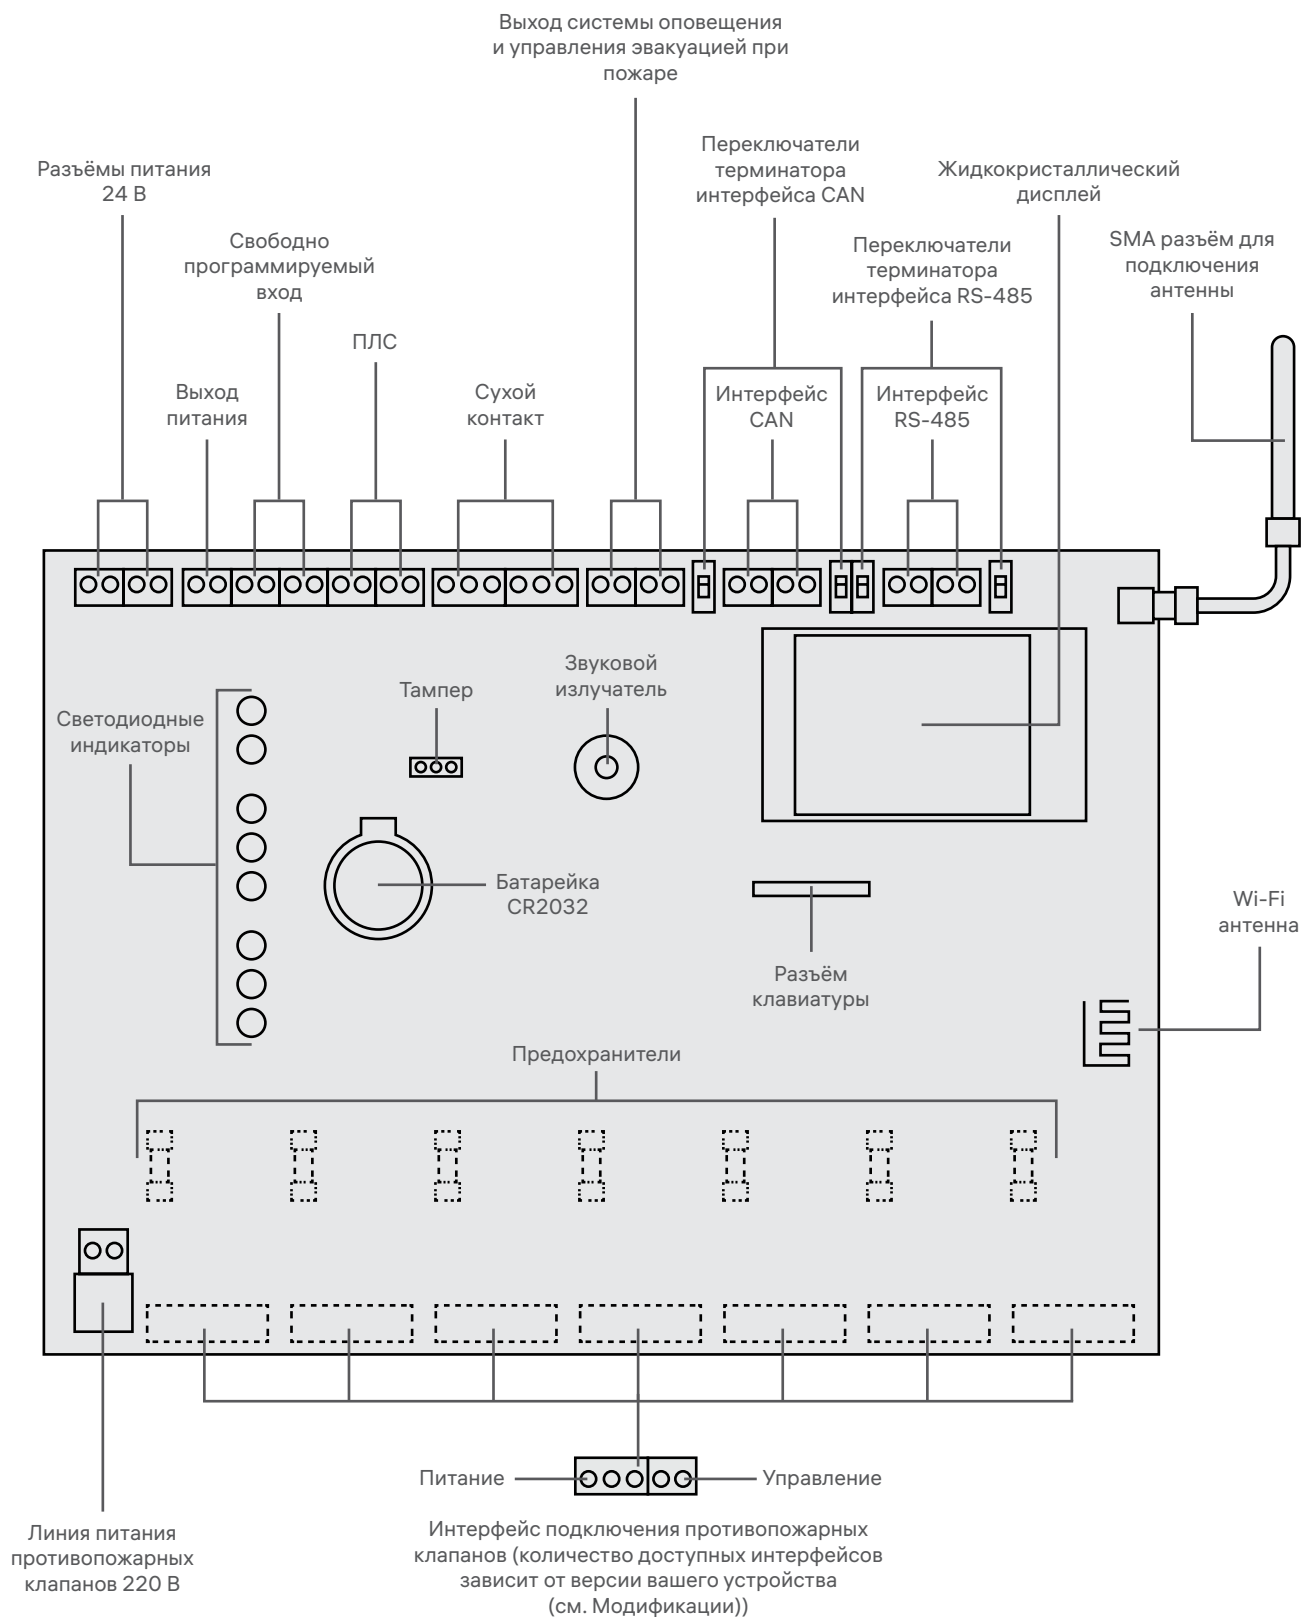 Выход системы оповещения
и управления эвакуацией при
пожаре
Переключатели
терминатора
интерфейса CAN
Разъёмы питания
24 В
Жидкокристаллический
дисплей
Свободно
программируемый
вход
Переключатели
терминатора
интерфейса RS-485
SMA разъём для
подключения
антенны
ПЛС
Выход
питания
Сухой
контакт
Интерфейс
CAN
Интерфейс
RS-485
Звуковой
излучатель
Тампер
Светодиодные
индикаторы
Батарейка
CR2032
Wi-Fi
антенна
Разъём
клавиатуры
Предохранители
Питание
Управление
Линия питания
противопожарных
клапанов 220 В
Интерфейс подключения противопожарных
клапанов (количество доступных интерфейсов
зависит от версии вашего устройства
(см. Модификации))